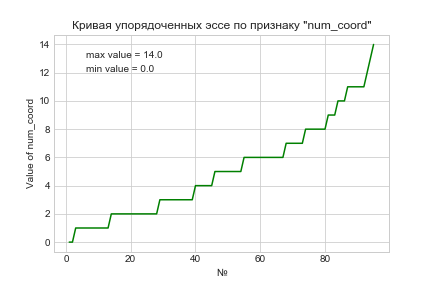 Кривая упорядоченных эссе по признаку "num_coord"
max value = 14.0
min value = 0.0
Value of num_coord
14
12
10
8
6
4
2
0
0 20 40 60 80
№